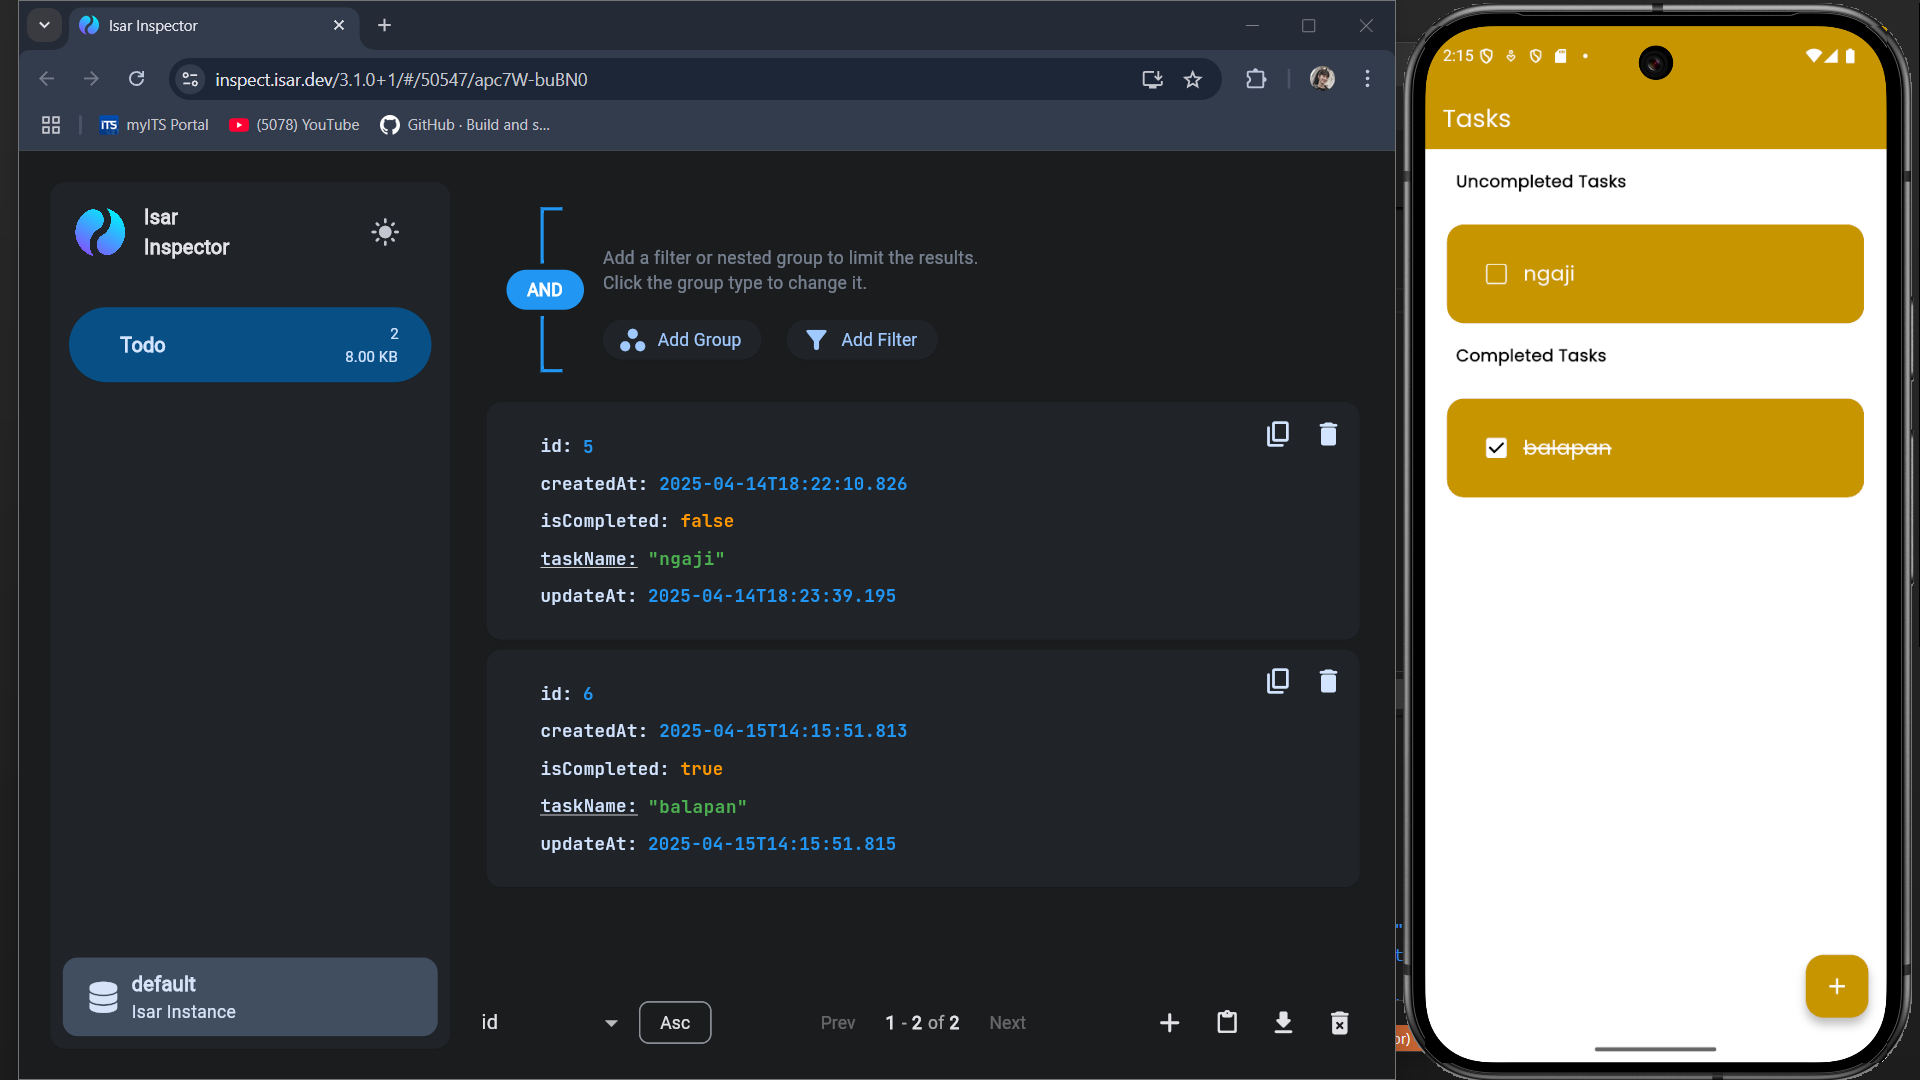 Isar Inspector
inspect.isar.dev/3.1.0+1/#/50547/apc7W-buBN0
myITS Portal
(5078) YouTube
GitHub · Build and s...
Isar
Inspector
Todo
2
8.00 KB
default
Isar Instance
AND
Add a filter or nested group to limit the results.
Click the group type to change it.
Add Group
Add Filter
id: 5
createdAt: 2025-04-14T18:22:10.826
isCompleted: false
taskName: "ngaji"
updateAt: 2025-04-14T18:23:39.195
id: 6
createdAt: 2025-04-15T14:15:51.813
isCompleted: true
taskName: "balapan"
updateAt: 2025-04-15T14:15:51.815
id
Asc
Prev
1 - 2 of 2
Next
2:15
Tasks
Uncompleted Tasks
ngaji
Completed Tasks
balapan